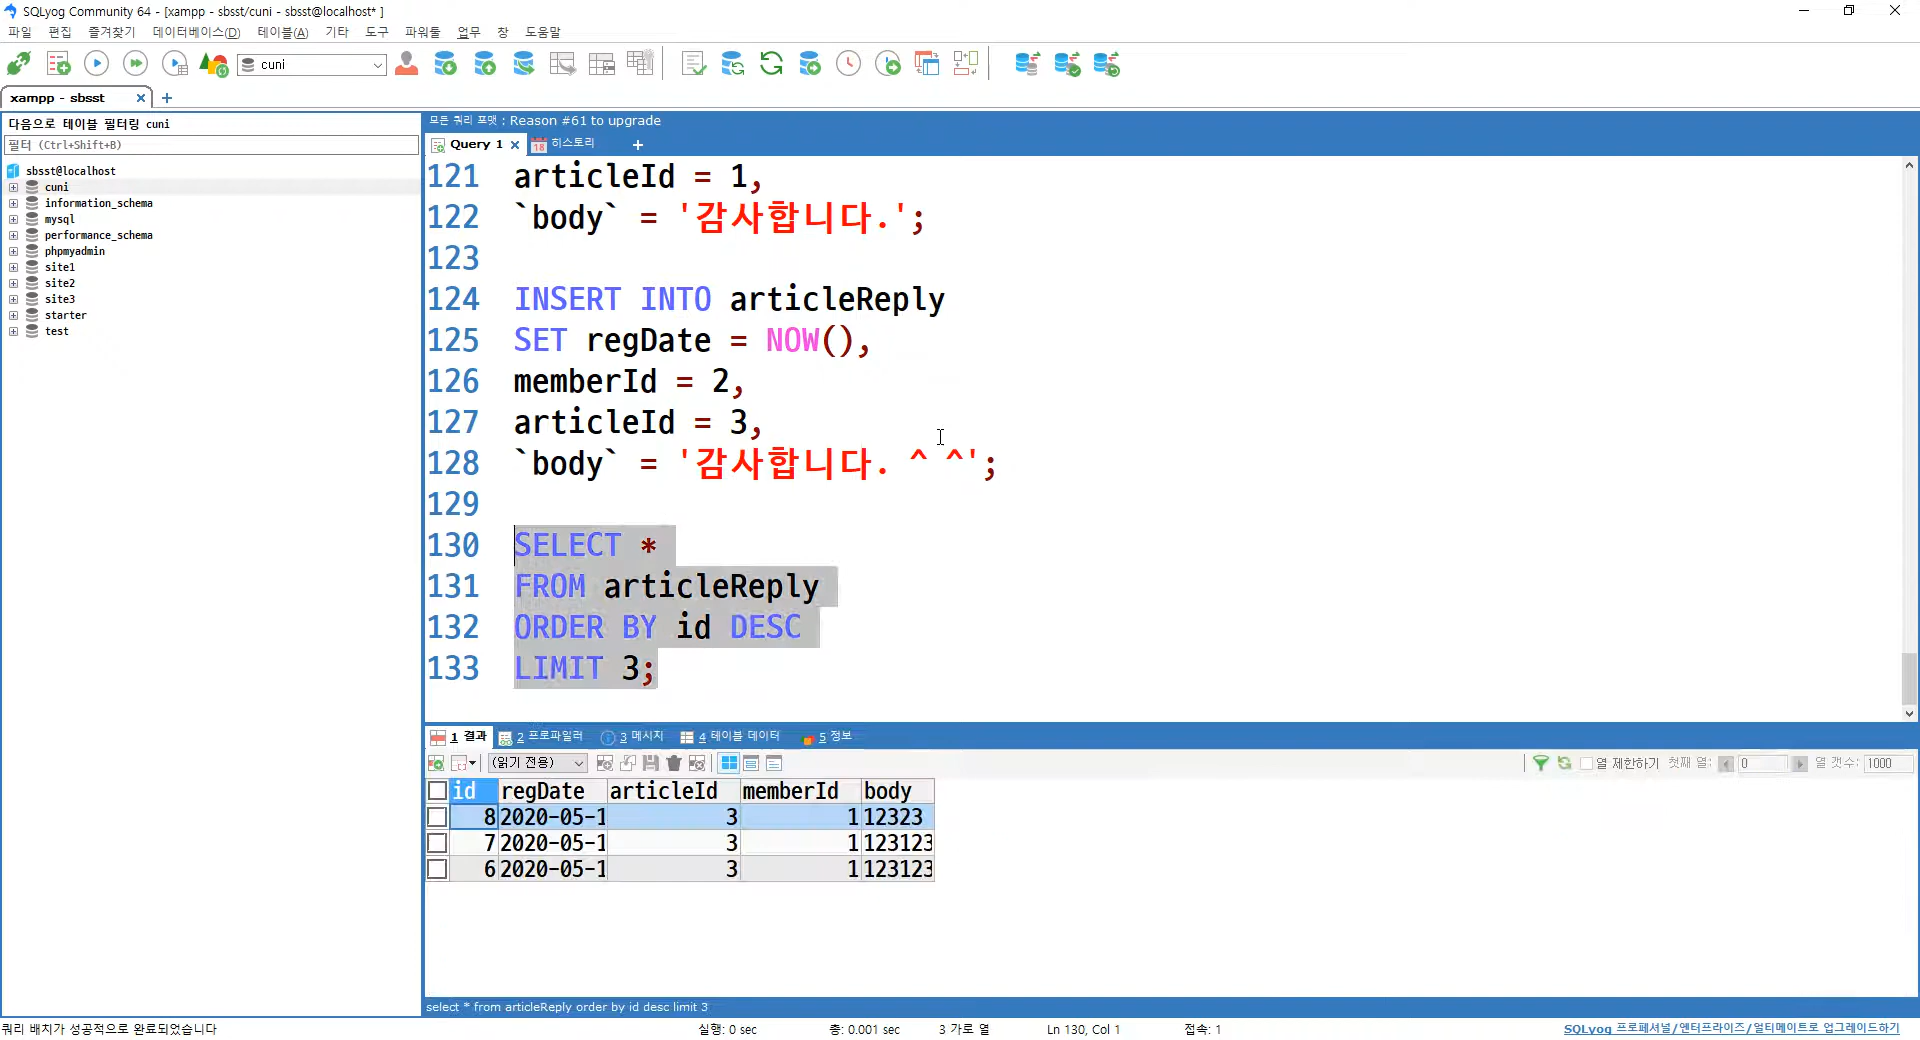 SQLyog Community 64 - [xampp - sbsst/cuni - sbsst@localhost* ]
파일 편집 즐겨찾기 데이터베이스(D) 테이블(A) 기타 도구 파워툴 업무 창 도움말
cuni
xampp - sbsst
다음으로 테이블 필터링 cuni
필터 (Ctrl+Shift+B)
sbsst@localhost
cuni
information_schema
mysql
performance_schema
phpmyadmin
site1
site2
site3
starter
test
모든 쿼리 포맷 : Reason #61 to upgrade
Query 1 18 히스토리
121 articleId = 1,
122 `body` = '감사합니다.';
123
124 INSERT INTO articleReply
125 SET regDate = NOW(),
126 memberId = 2,
127 articleId = 3,
128 `body` = '감사합니다. ^ ^';
129
130 SELECT *
131 FROM articleReply
132 ORDER BY id DESC
133 LIMIT 3;
1 결과 2 프로파일러 3 메시지 4 테이블 데이터 5 정보
(읽기 전용) 열 제한하기 첫째 열: 0 열 갯수: 1000
id regDate articleId memberId body
8 2020-05-1 3 1 12323
7 2020-05-1 3 1 123123
6 2020-05-1 3 1 123123
select * from articleReply order by id desc limit 3
쿼리 배치가 성공적으로 완료되었습니다 실행: 0 sec 총: 0.001 sec 3 가로 열 Ln 130, Col 1 접속: 1 SQLyog 프로페셔널/엔터프라이즈/얼티메이트로 업그레이드하기